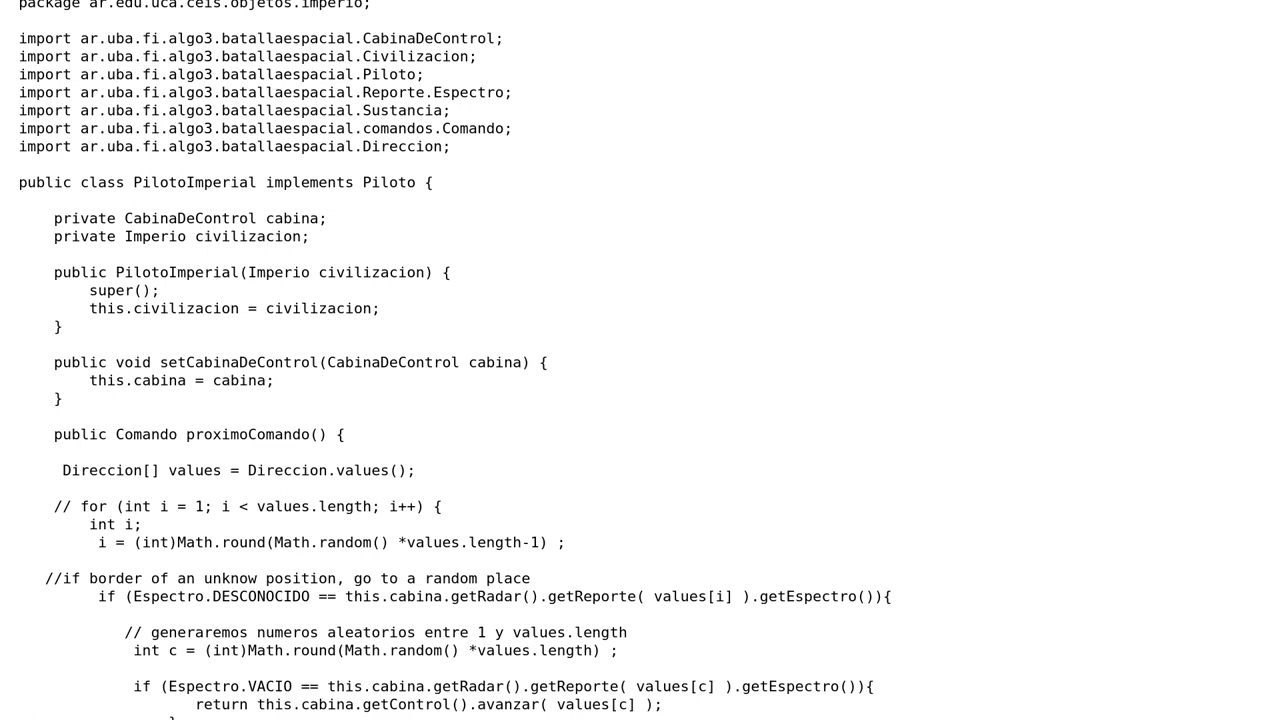 package ar.edu.uca.ceis.objetos.imperio;
import ar.uba.fi.algo3.batallaespacial.CabinaDeControl;
import ar.uba.fi.algo3.batallaespacial.Civilizacion;
import ar.uba.fi.algo3.batallaespacial.Piloto;
import ar.uba.fi.algo3.batallaespacial.Reporte.Espectro;
import ar.uba.fi.algo3.batallaespacial.Sustancia;
import ar.uba.fi.algo3.batallaespacial.comandos.Comando;
import ar.uba.fi.algo3.batallaespacial.Direccion;
public class PilotoImperial implements Piloto {
private CabinaDeControl cabina;
private Imperio civilizacion;
public PilotoImperial(Imperio civilizacion) {
super();
this.civilizacion = civilizacion;
}
public void setCabinaDeControl(CabinaDeControl cabina) {
this.cabina = cabina;
}
public Comando proximoComando() {
Direccion[] values = Direccion.values();
// for (int i = 1; i < values.length; i++) {
int i;
i = (int)Math.round(Math.random() *values.length-1) ;
//if border of an unknow position, go to a random place
if (Espectro.DESCONOCIDO == this.cabina.getRadar().getReporte( values[i] ).getEspectro()){
// generaremos numeros aleatorios entre 1 y values.length
int c = (int)Math.round(Math.random() *values.length) ;
if (Espectro.VACIO == this.cabina.getRadar().getReporte( values[c] ).getEspectro()){
return this.cabina.getControl().avanzar( values[c] );
}